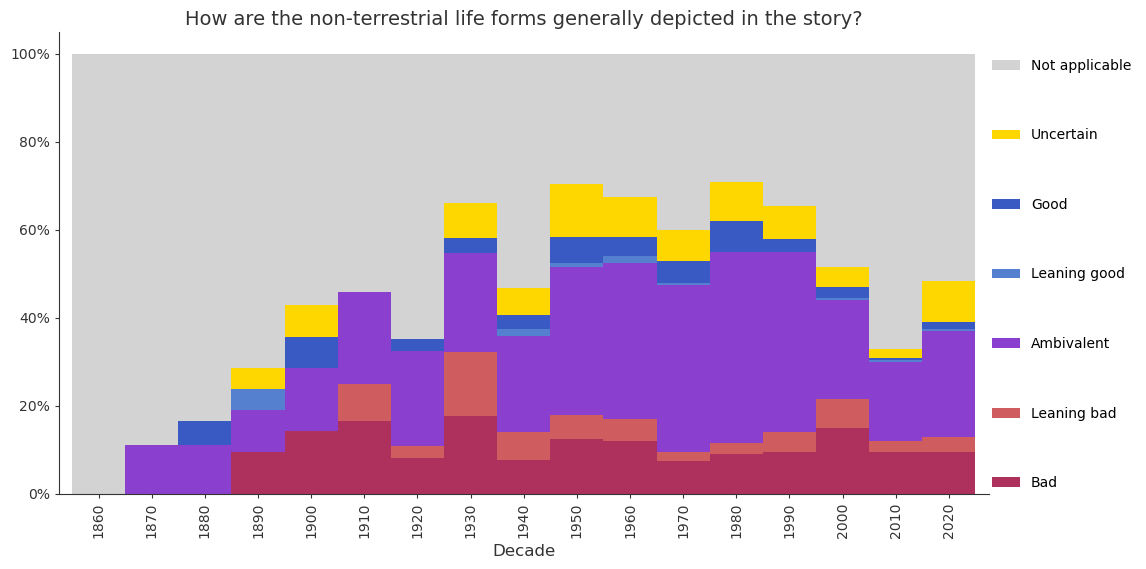 How are the non-terrestrial life forms generally depicted in the story?
100%
80%
60%
40%
20%
0%
1860
1870
1880
1890
1900
1910
1920
1930
1940
1950
1960
1970
1980
1990
2000
2010
2020
Decade
Not applicable
Uncertain
Good
Leaning good
Ambivalent
Leaning bad
Bad